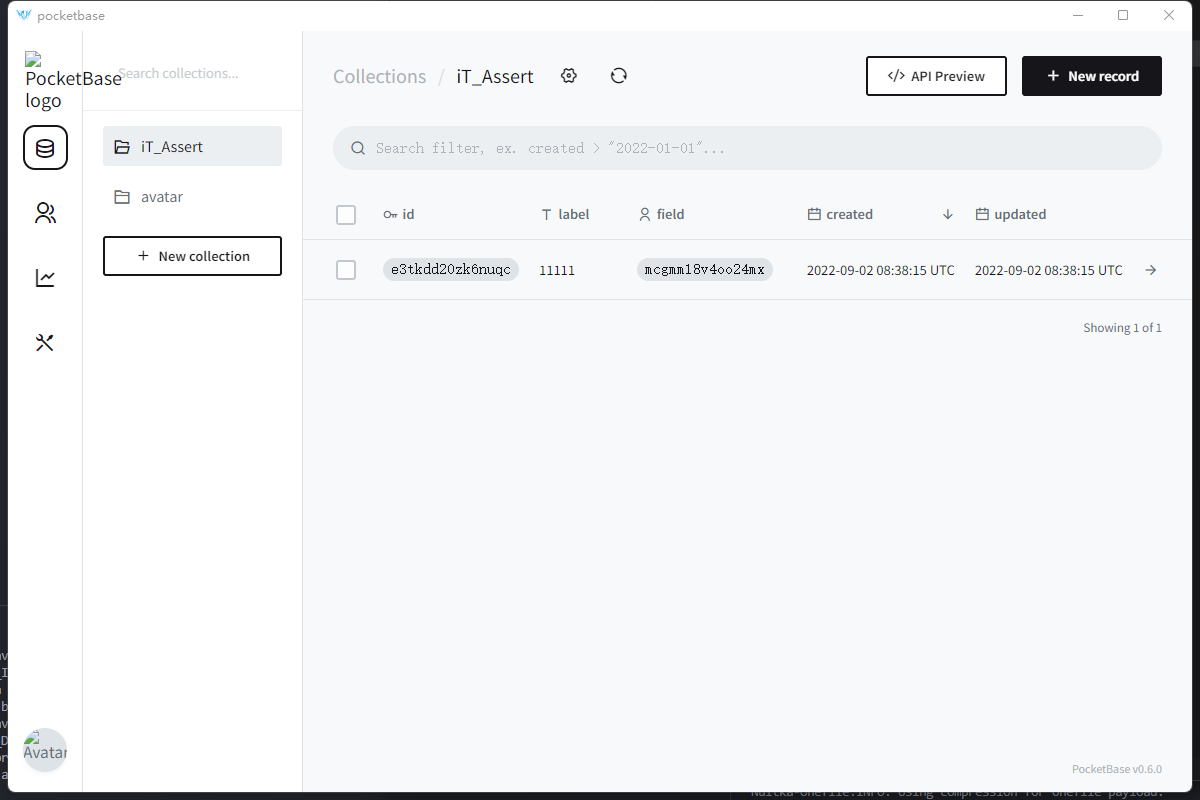 pocketbase
PocketBase
logo
Search collections...
iT_Assert
avatar
New collection
Collections / iT_Assert
</> API Preview
New record
Search filter, ex. created > "2022-01-01"...
id label field created updated
e3tkdd20zk6nuqc 11111 mcgmm18v4oo24mx 2022-09-02 08:38:15 UTC 2022-09-02 08:38:15 UTC
Showing 1 of 1
Avatar
PocketBase v0.6.0